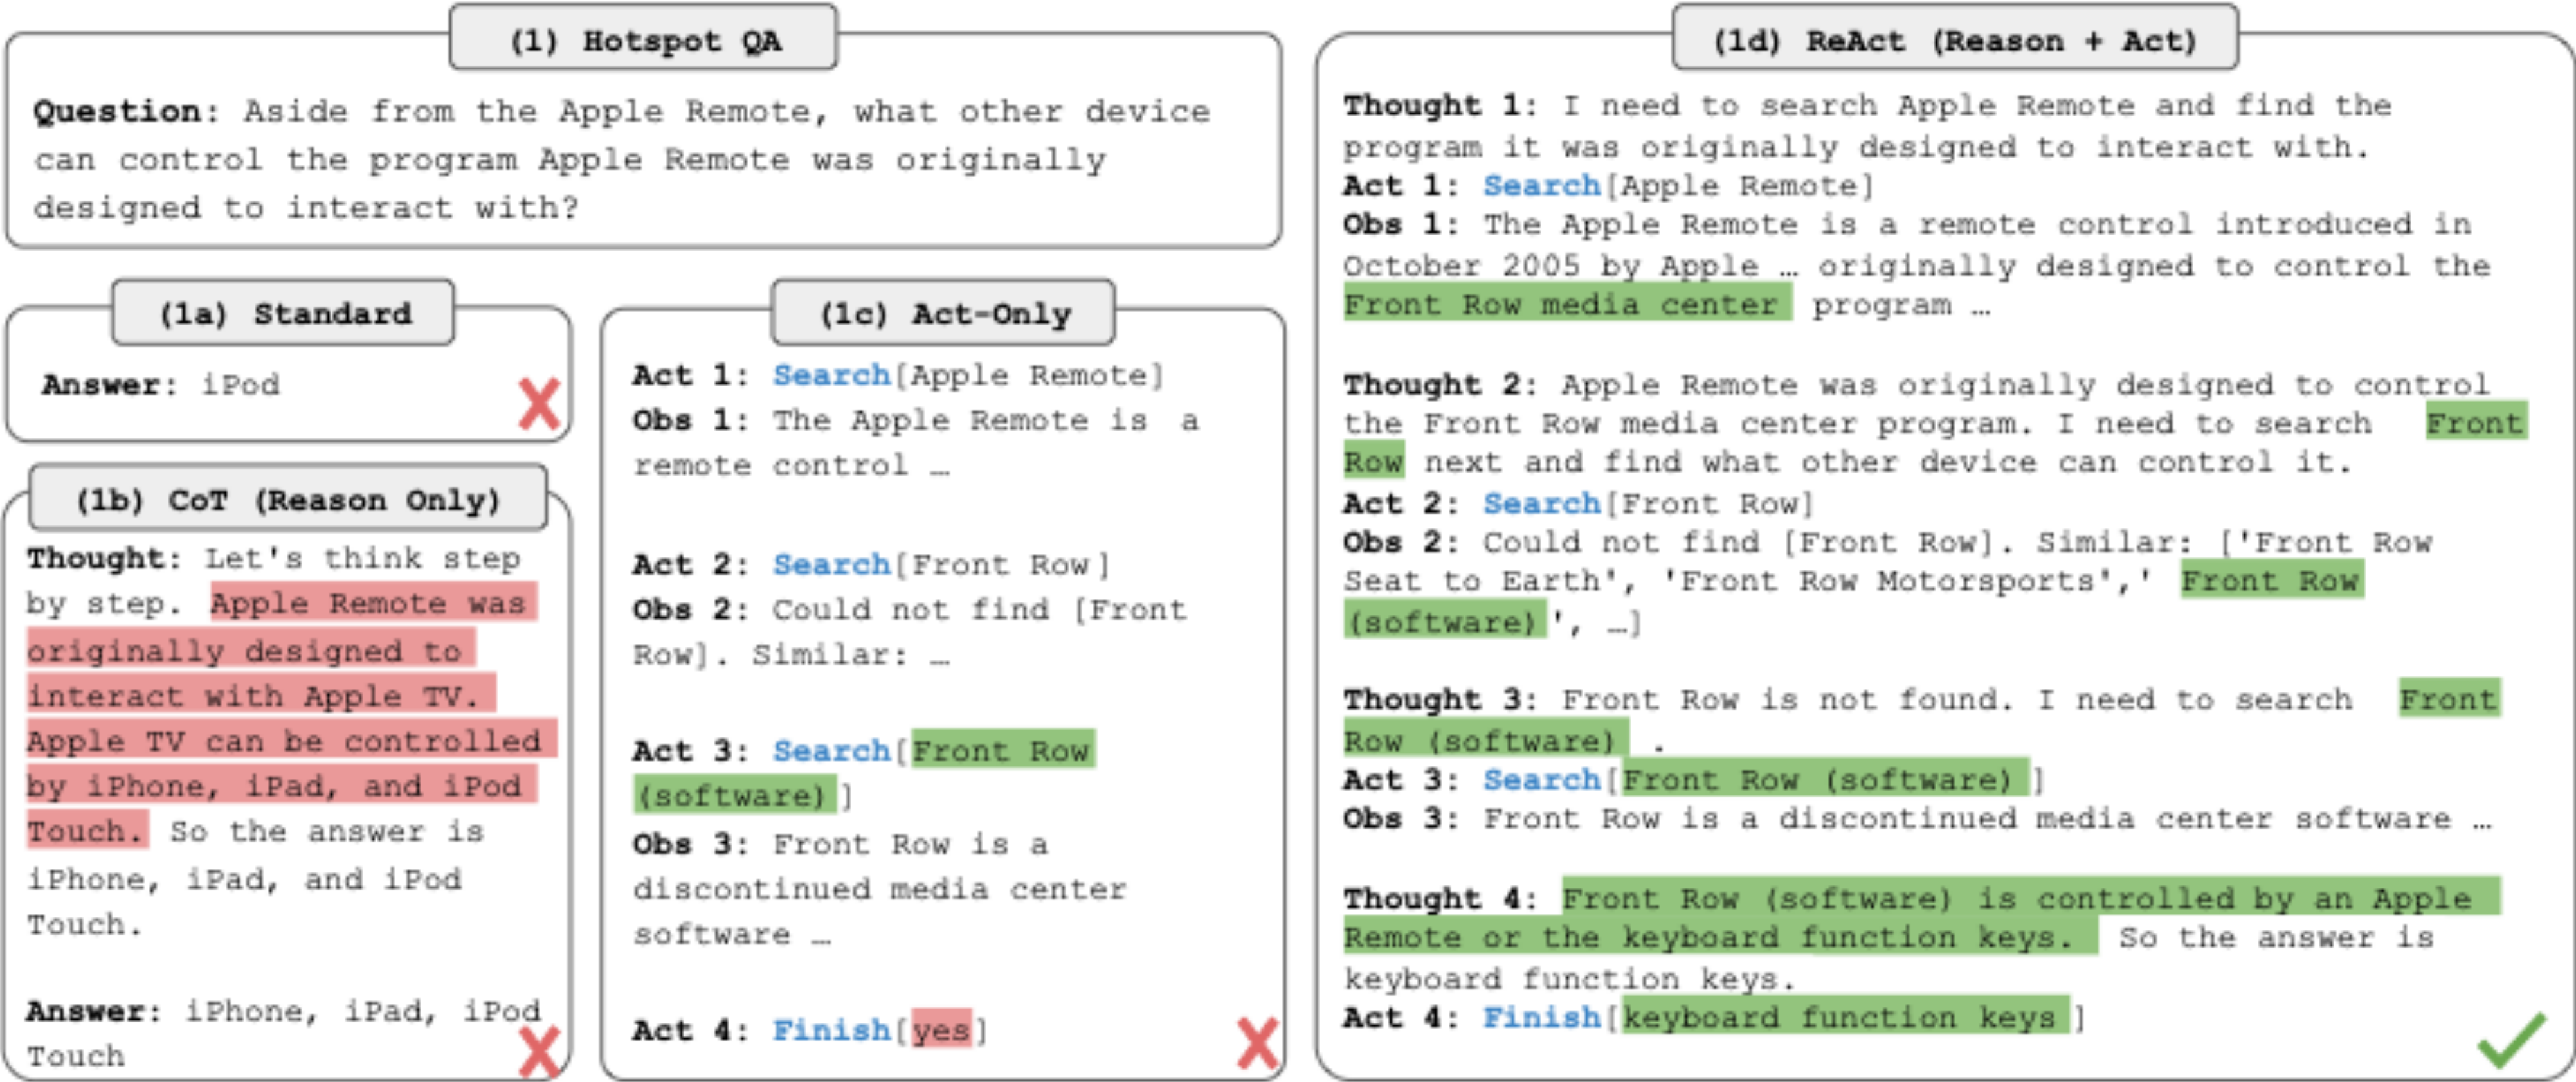 (1) Hotspot QA
Question: Aside from the Apple Remote, what other device
can control the program Apple Remote was originally
designed to interact with?
(1a) Standard
Answer: iPod
(1b) CoT (Reason Only)
Thought: Let's think step
by step. Apple Remote was
originally designed to
interact with Apple TV.
Apple TV can be controlled
by iPhone, iPad, and iPod
Touch. So the answer is
iPhone, iPad, and iPod
Touch.
Answer: iPhone, iPad, iPod
Touch
(1c) Act-Only
Act 1: Search[Apple Remote]
Obs 1: The Apple Remote is a
remote control …
Act 2: Search[Front Row]
Obs 2: Could not find [Front
Row]. Similar: …
Act 3: Search[Front Row
(software)]
Obs 3: Front Row is a
discontinued media center
software …
Act 4: Finish[yes]
(1d) ReAct (Reason + Act)
Thought 1: I need to search Apple Remote and find the
program it was originally designed to interact with.
Act 1: Search[Apple Remote]
Obs 1: The Apple Remote is a remote control introduced in
October 2005 by Apple … originally designed to control the
Front Row media center program …
Thought 2: Apple Remote was originally designed to control
the Front Row media center program. I need to search Front
Row next and find what other device can control it.
Act 2: Search[Front Row]
Obs 2: Could not find [Front Row]. Similar: ['Front Row
Seat to Earth', 'Front Row Motorsports',' Front Row
(software)', …]
Thought 3: Front Row is not found. I need to search Front
Row (software) .
Act 3: Search[Front Row (software) ]
Obs 3: Front Row is a discontinued media center software …
Thought 4: Front Row (software) is controlled by an Apple
Remote or the keyboard function keys. So the answer is
keyboard function keys.
Act 4: Finish[keyboard function keys ]